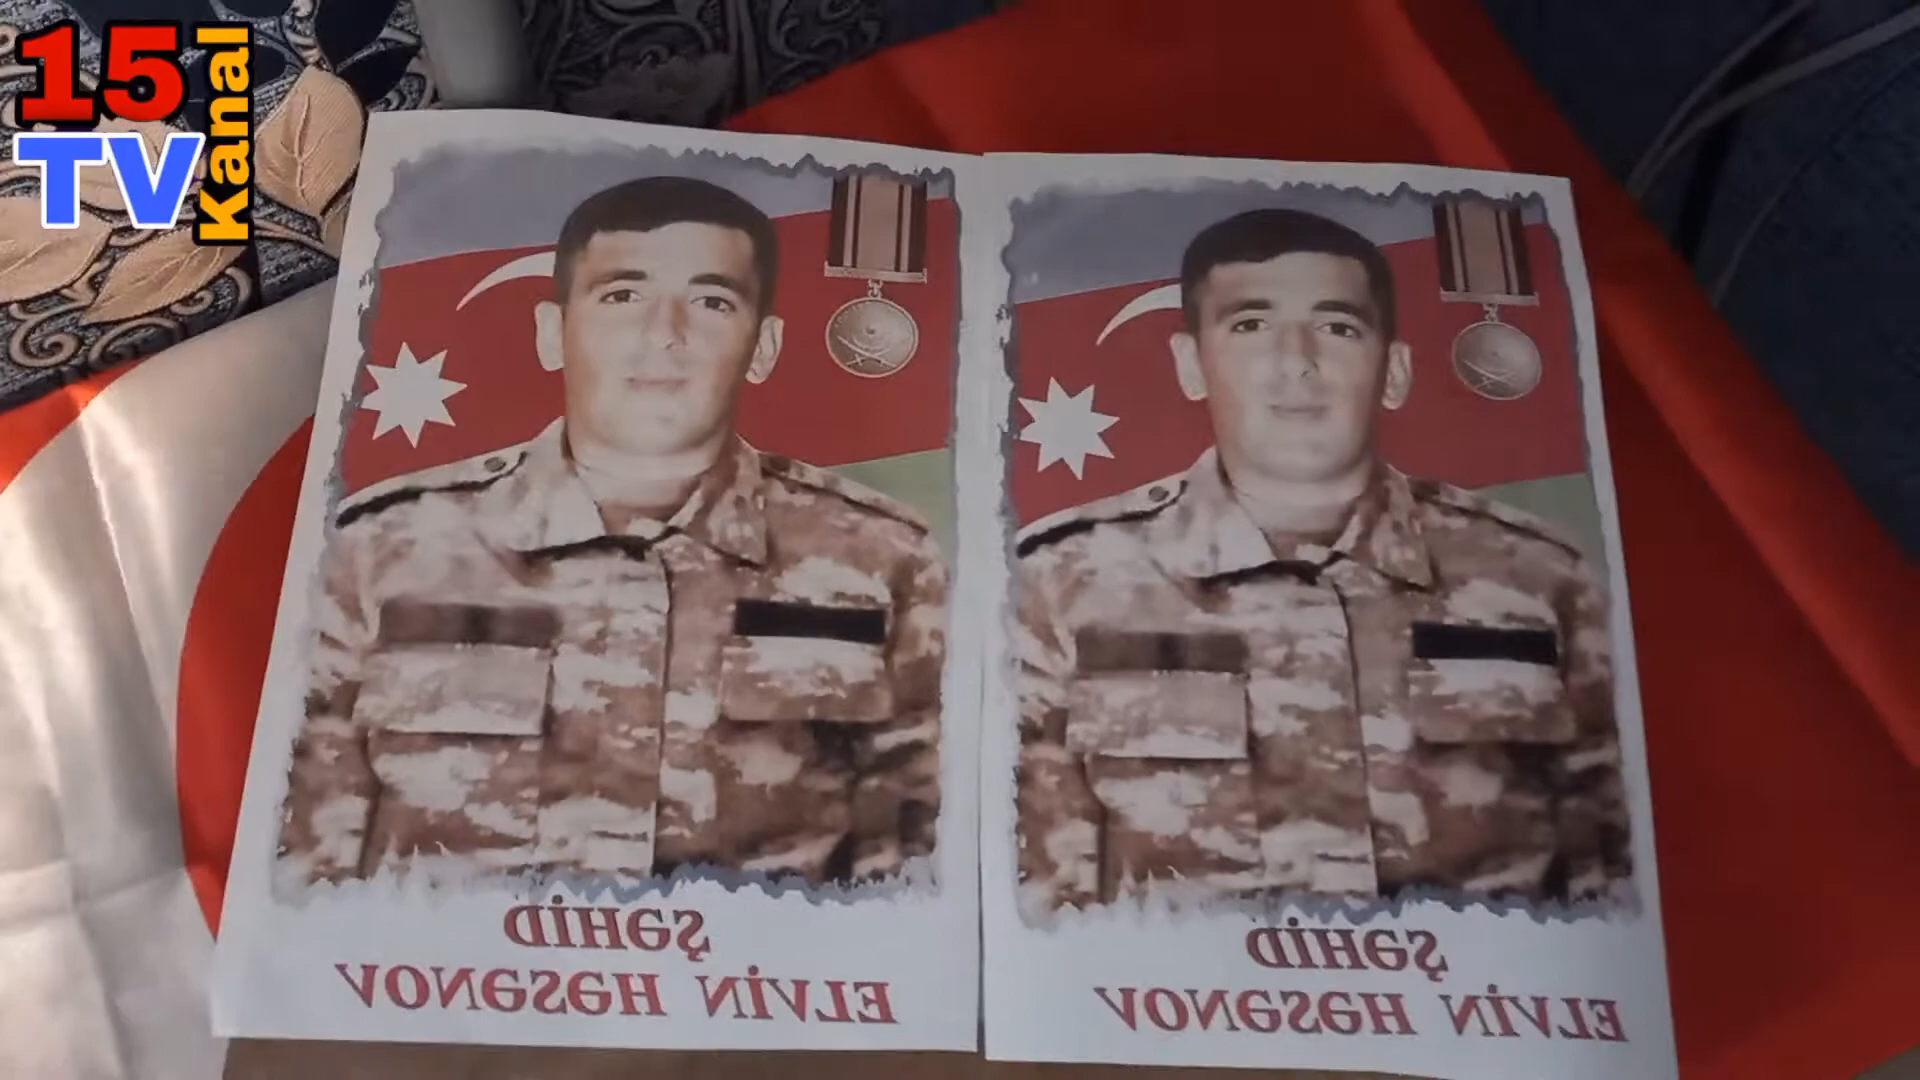 15
TV
Kanal
ŞƏHİD
ELVİN HƏSƏNOV
ŞƏHİD
ELVİN HƏSƏNOV